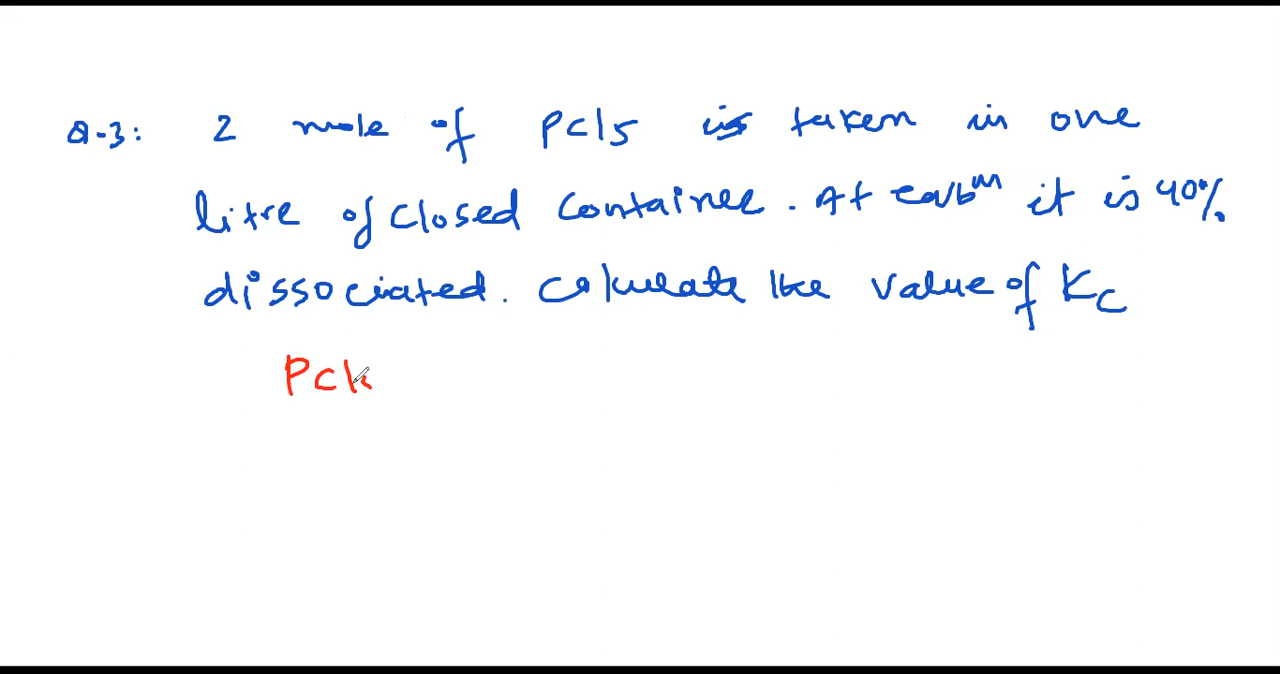 Q-3: 2 mole of PCl5 is taken in one
litre of closed container. At eqbm it is 40%
dissociated. Calculate the value of KC
PCl